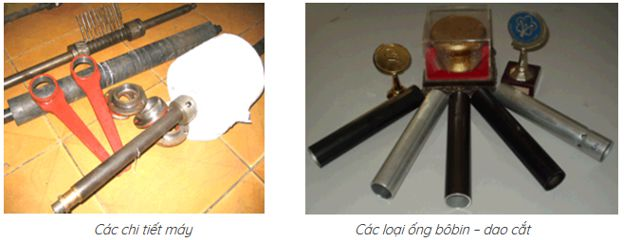 Các chi tiết máy
Các loại ống bôbin – dao cắt